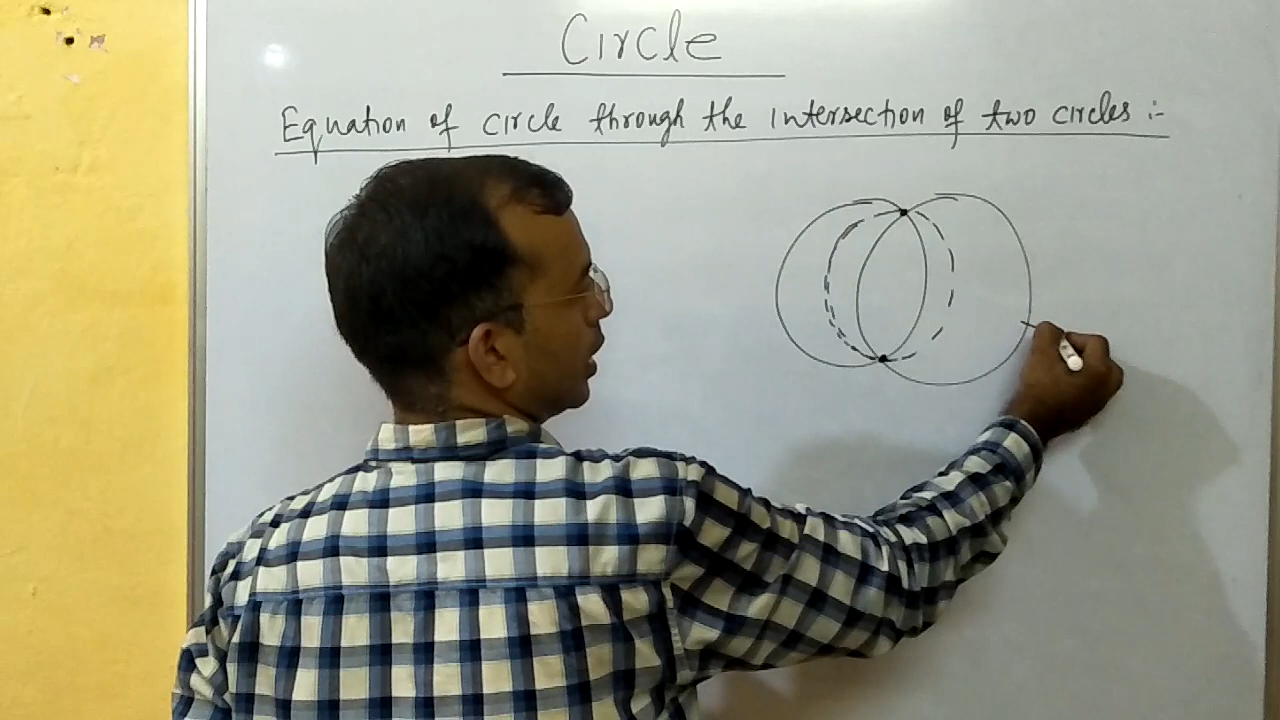 Circle
Equation of circle through the intersection of two circles :-